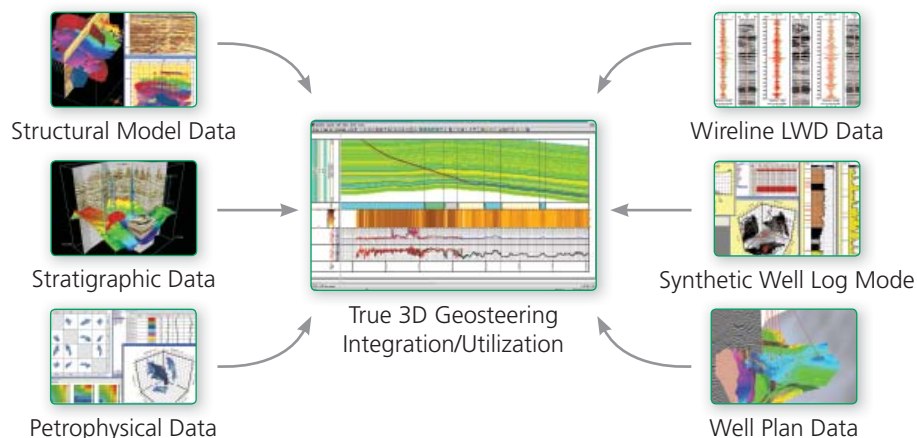 Structural Model Data
Wireline LWD Data
Stratigraphic Data
Synthetic Well Log Mode
True 3D Geosteering
Integration/Utilization
Petrophysical Data
Well Plan Data